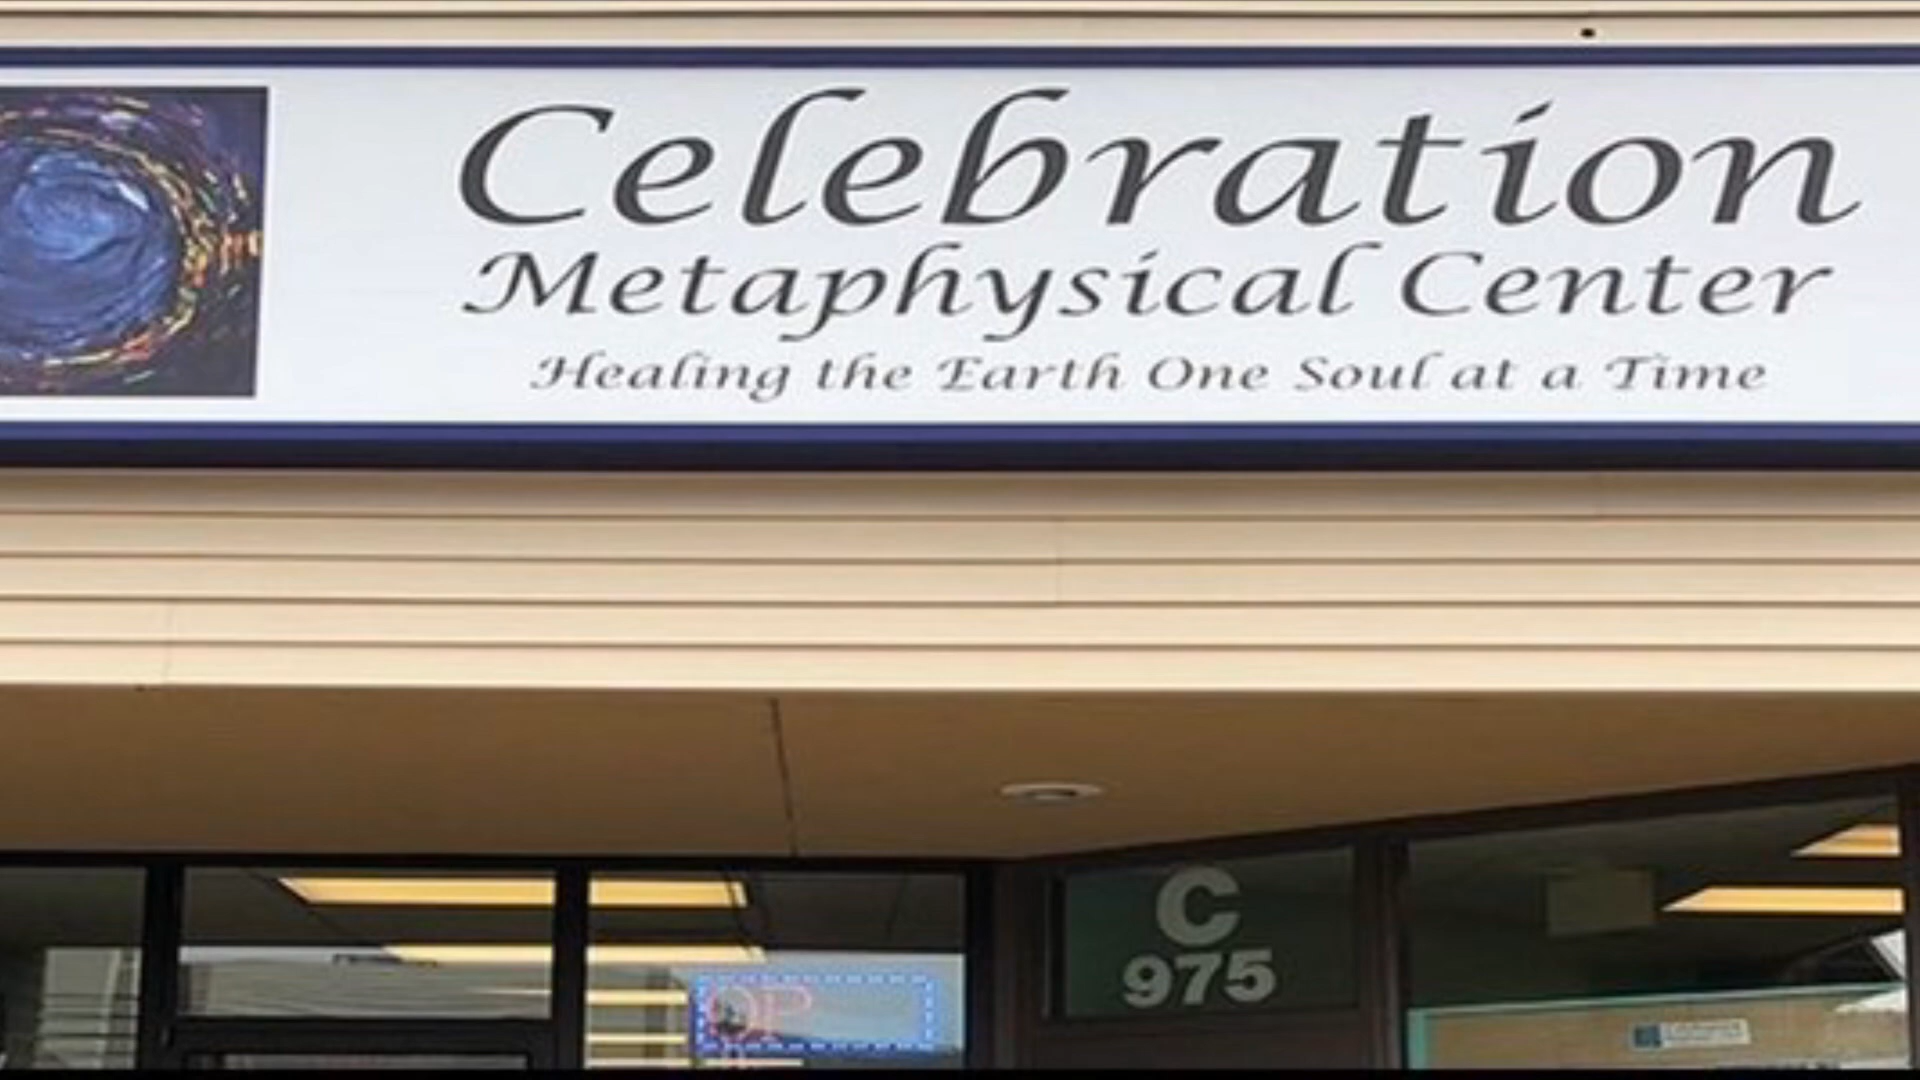 Celebration
Metaphysical Center
Healing the Earth One Soul at a Time
C
975